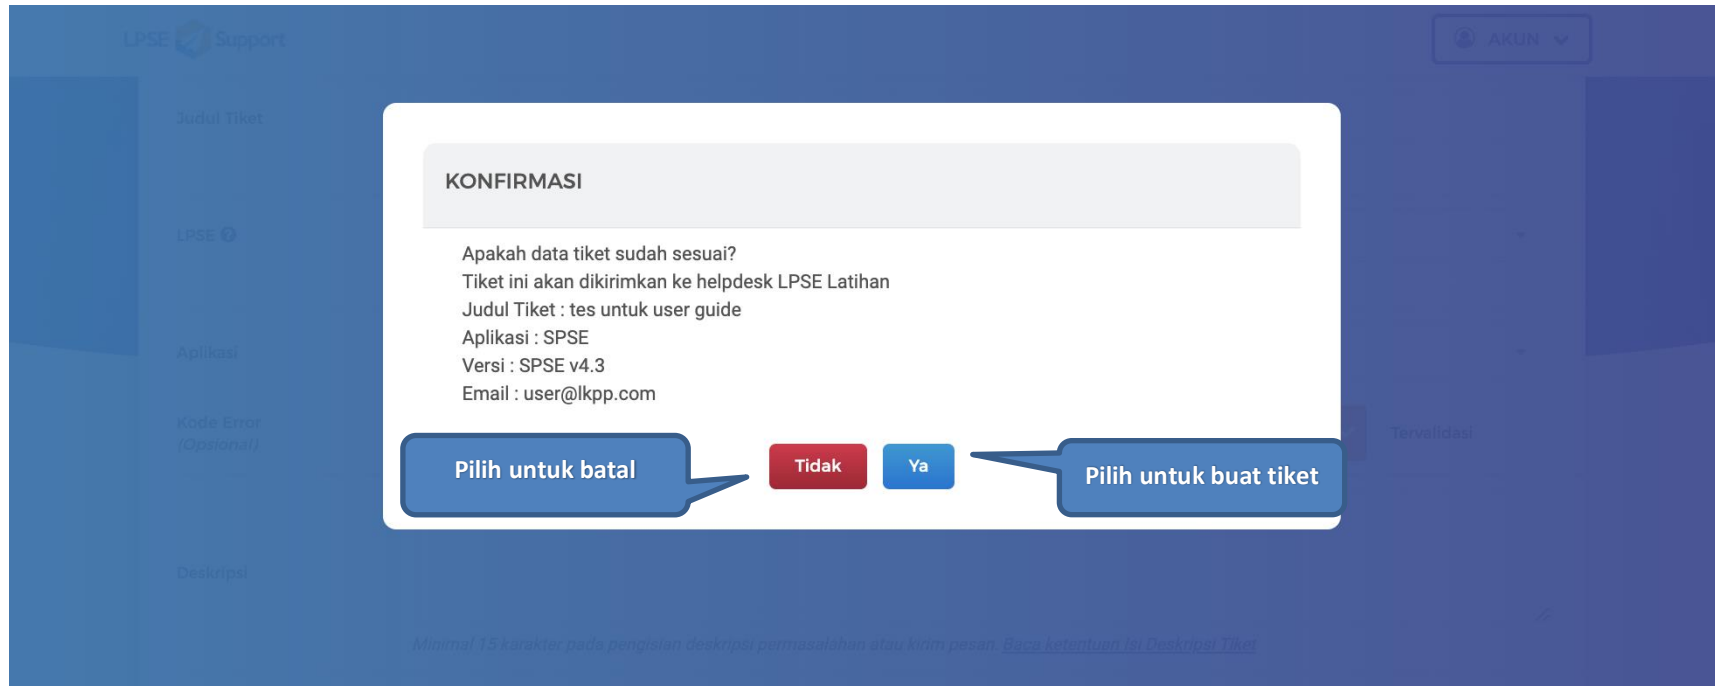 LPSE Support
AKUN
Judul Tiket
KONFIRMASI
LPSE
Apakah data tiket sudah sesuai?
Tiket ini akan dikirimkan ke helpdesk LPSE Latihan
Judul Tiket : tes untuk user guide
Aplikasi : SPSE
Versi : SPSE v4.3
Email : user@lkpp.com
Aplikasi
Kode Error
(Opsional)
Tervalidasi
Pilih untuk batal
Tidak
Ya
Pilih untuk buat tiket
Deskripsi
Minimal 15 karakter pada pengisian deskripsi permasalahan atau kirim pesan. Baca ketentuan Isi Deskripsi Tiket